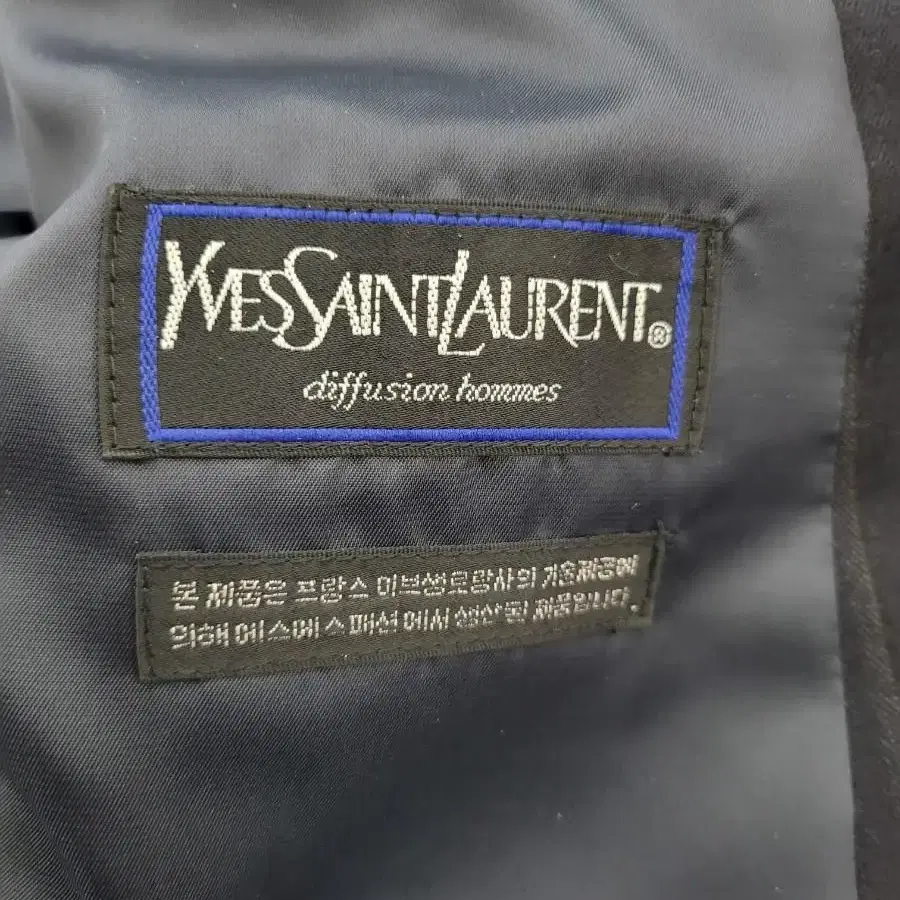 YVES SAINT LAURENT®
diffusion hommes
본 제품은 프랑스 이브생로랑사의 기술제공에
의해 에스에스패션에서 생산된 제품입니다.